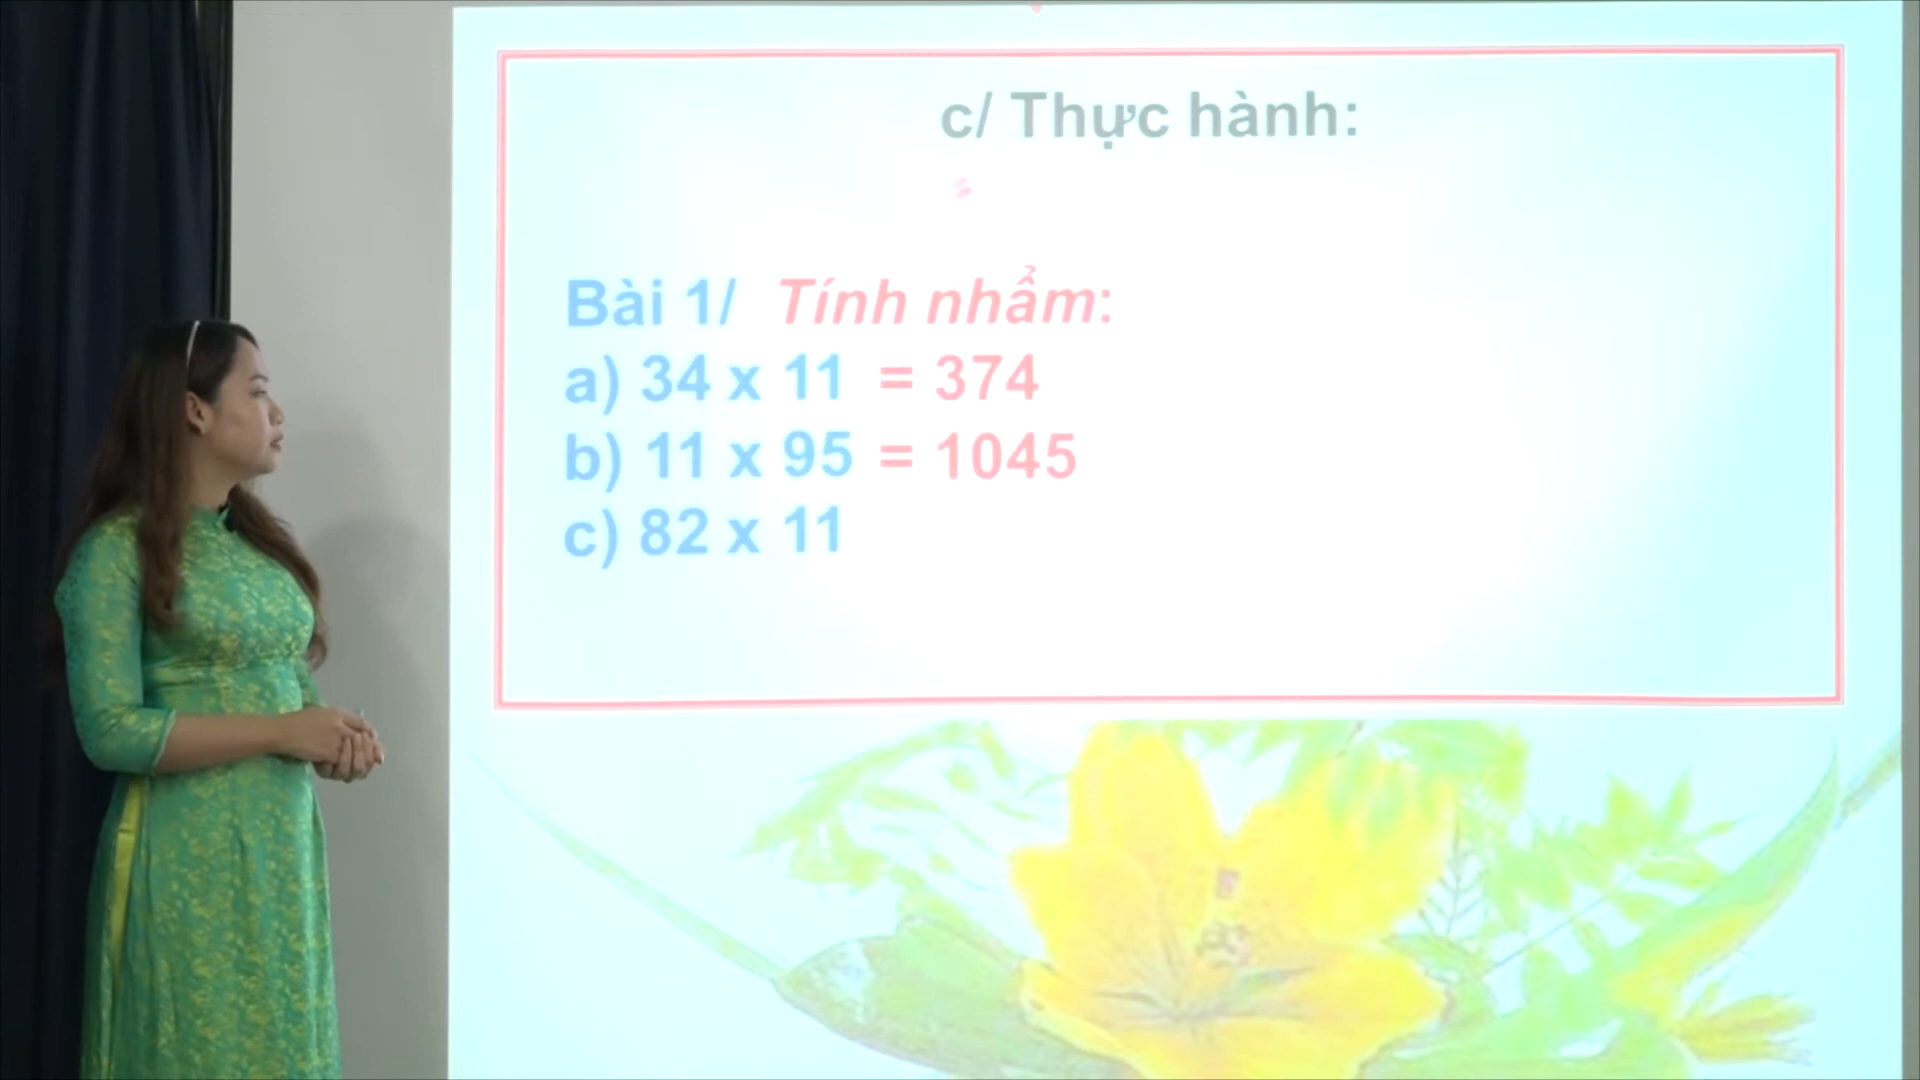 c/ Thực hành:
Bài 1/ Tính nhẩm:
a) 34 x 11 = 374
b) 11 x 95 = 1045
c) 82 x 11